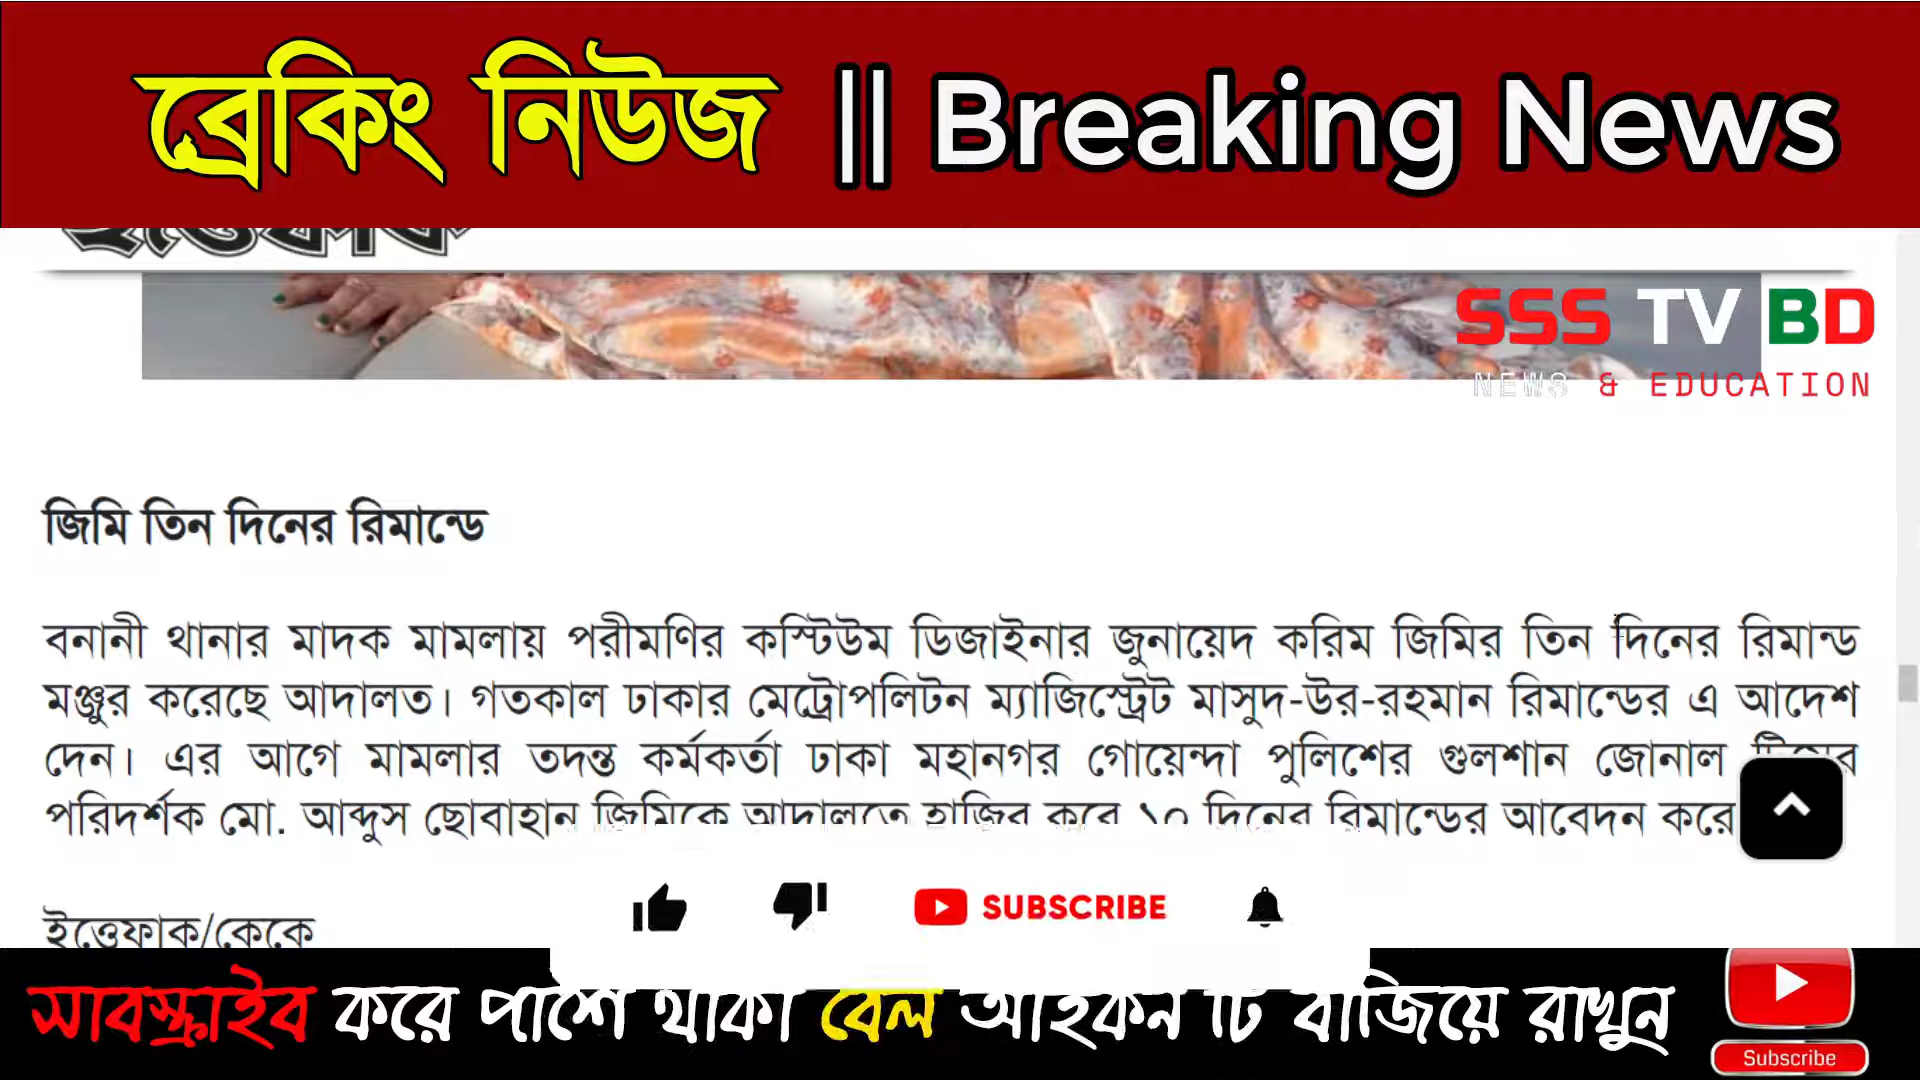 ব্রেকিং নিউজ || Breaking News
ইত্তেফাক
SSS TV BD
NEWS & EDUCATION
জিমি তিন দিনের রিমান্ডে
বনানী থানার মাদক মামলায় পরীমণির কস্টিউম ডিজাইনার জুনায়েদ করিম জিমির তিন দিনের রিমান্ড
মঞ্জুর করেছে আদালত। গতকাল ঢাকার মেট্রোপলিটন ম্যাজিস্ট্রেট মাসুদ-উর-রহমান রিমান্ডের এ আদেশ
দেন। এর আগে মামলার তদন্ত কর্মকর্তা ঢাকা মহানগর গোয়েন্দা পুলিশের গুলশান জোনাল টিমের
পরিদর্শক মো. আব্দুস ছোবাহান জিমিকে আদালতে হাজির করে ১০ দিনের রিমান্ডের আবেদন করে
ইত্তেফাক/কেকে
SUBSCRIBE
সাবস্ক্রাইব করে পাশে থাকা বেল আইকন টি বাজিয়ে রাখুন
Subscribe